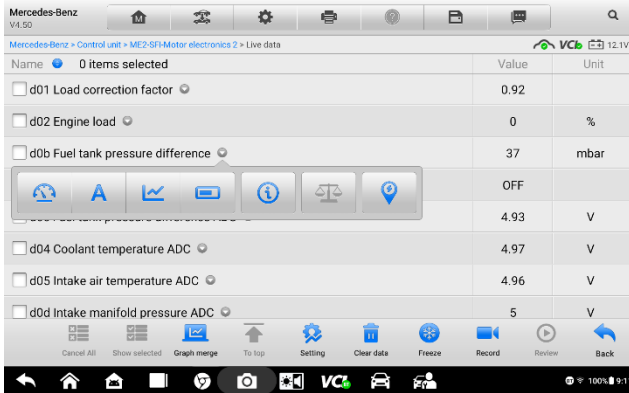 Mercedes-Benz
V4.50
Mercedes-Benz > Control unit > ME2-SFI-Motor electronics 2 > Live data
VCI 12.1V
Name 0 items selected Value Unit
d01 Load correction factor 0.92
d02 Engine load 0 %
d0b Fuel tank pressure difference 37 mbar
A OFF
4.93 V
d04 Coolant temperature ADC 4.97 V
d05 Intake air temperature ADC 4.96 V
d0d Intake manifold pressure ADC 5 V
Cancel All Show selected Graph merge To top Setting Clear data Freeze Record Review Back
VCI 100% 9:1